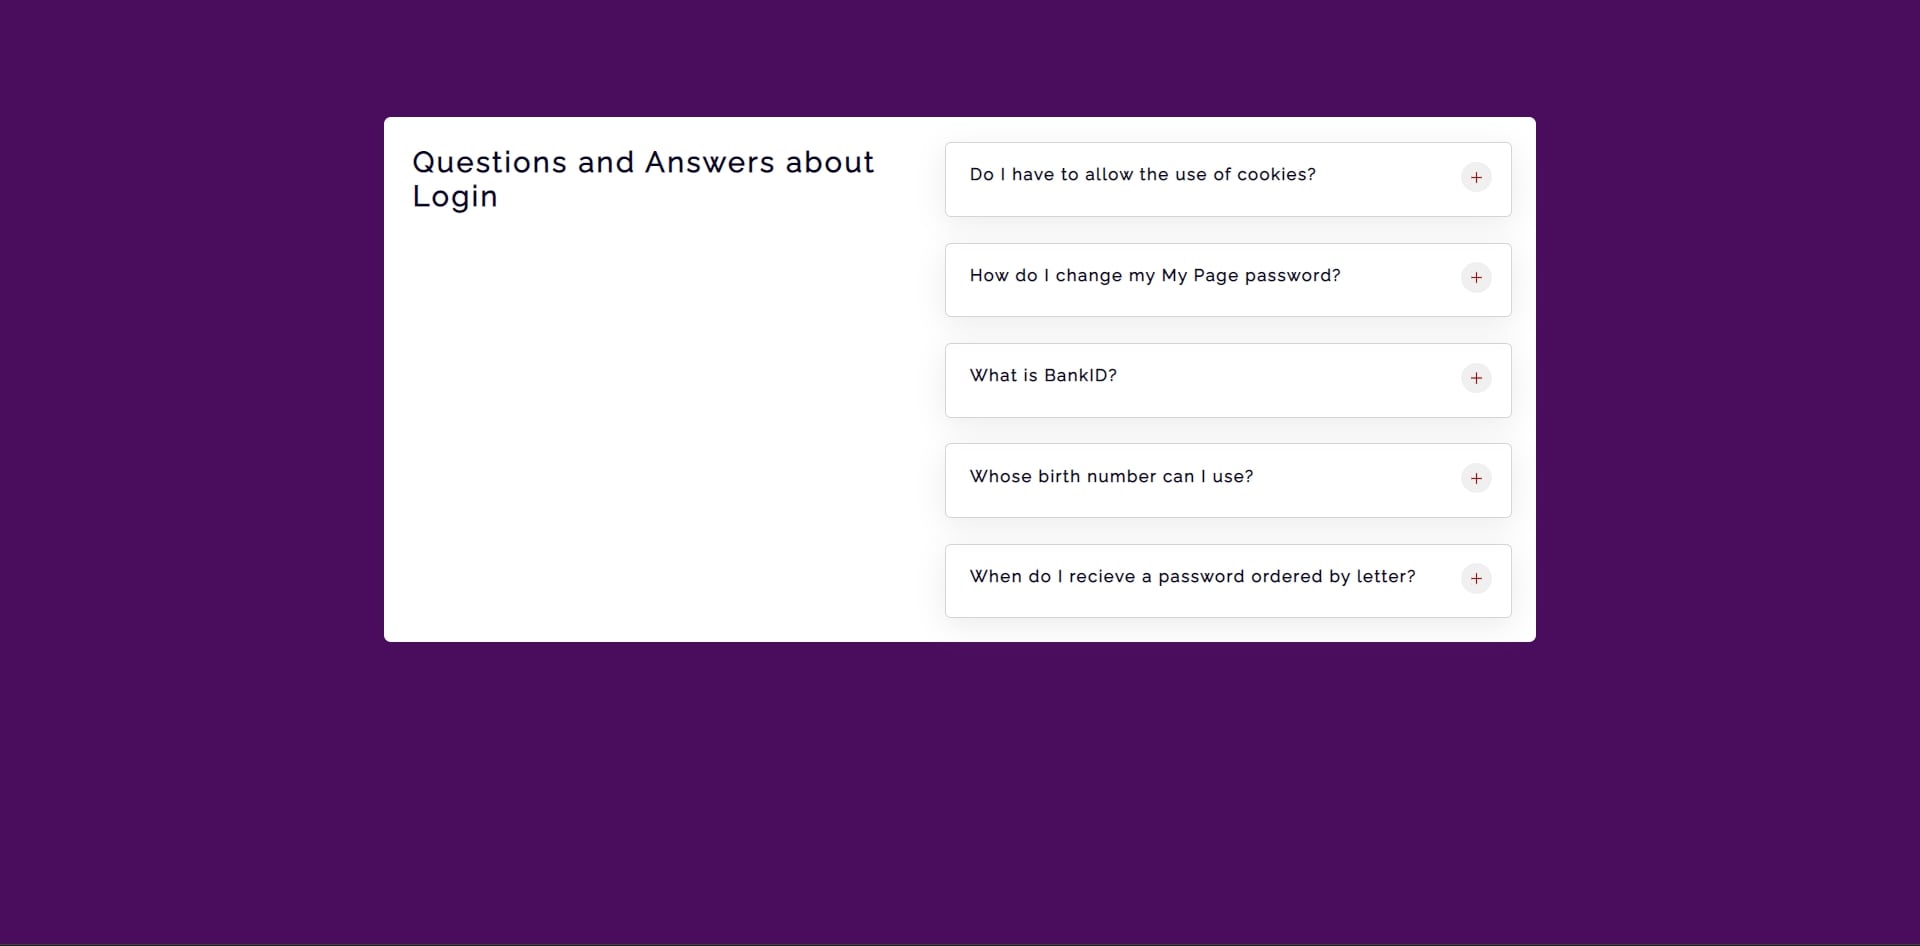 Questions and Answers about
Login
Do I have to allow the use of cookies?
How do I change my My Page password?
What is BankID?
Whose birth number can I use?
When do I recieve a password ordered by letter?